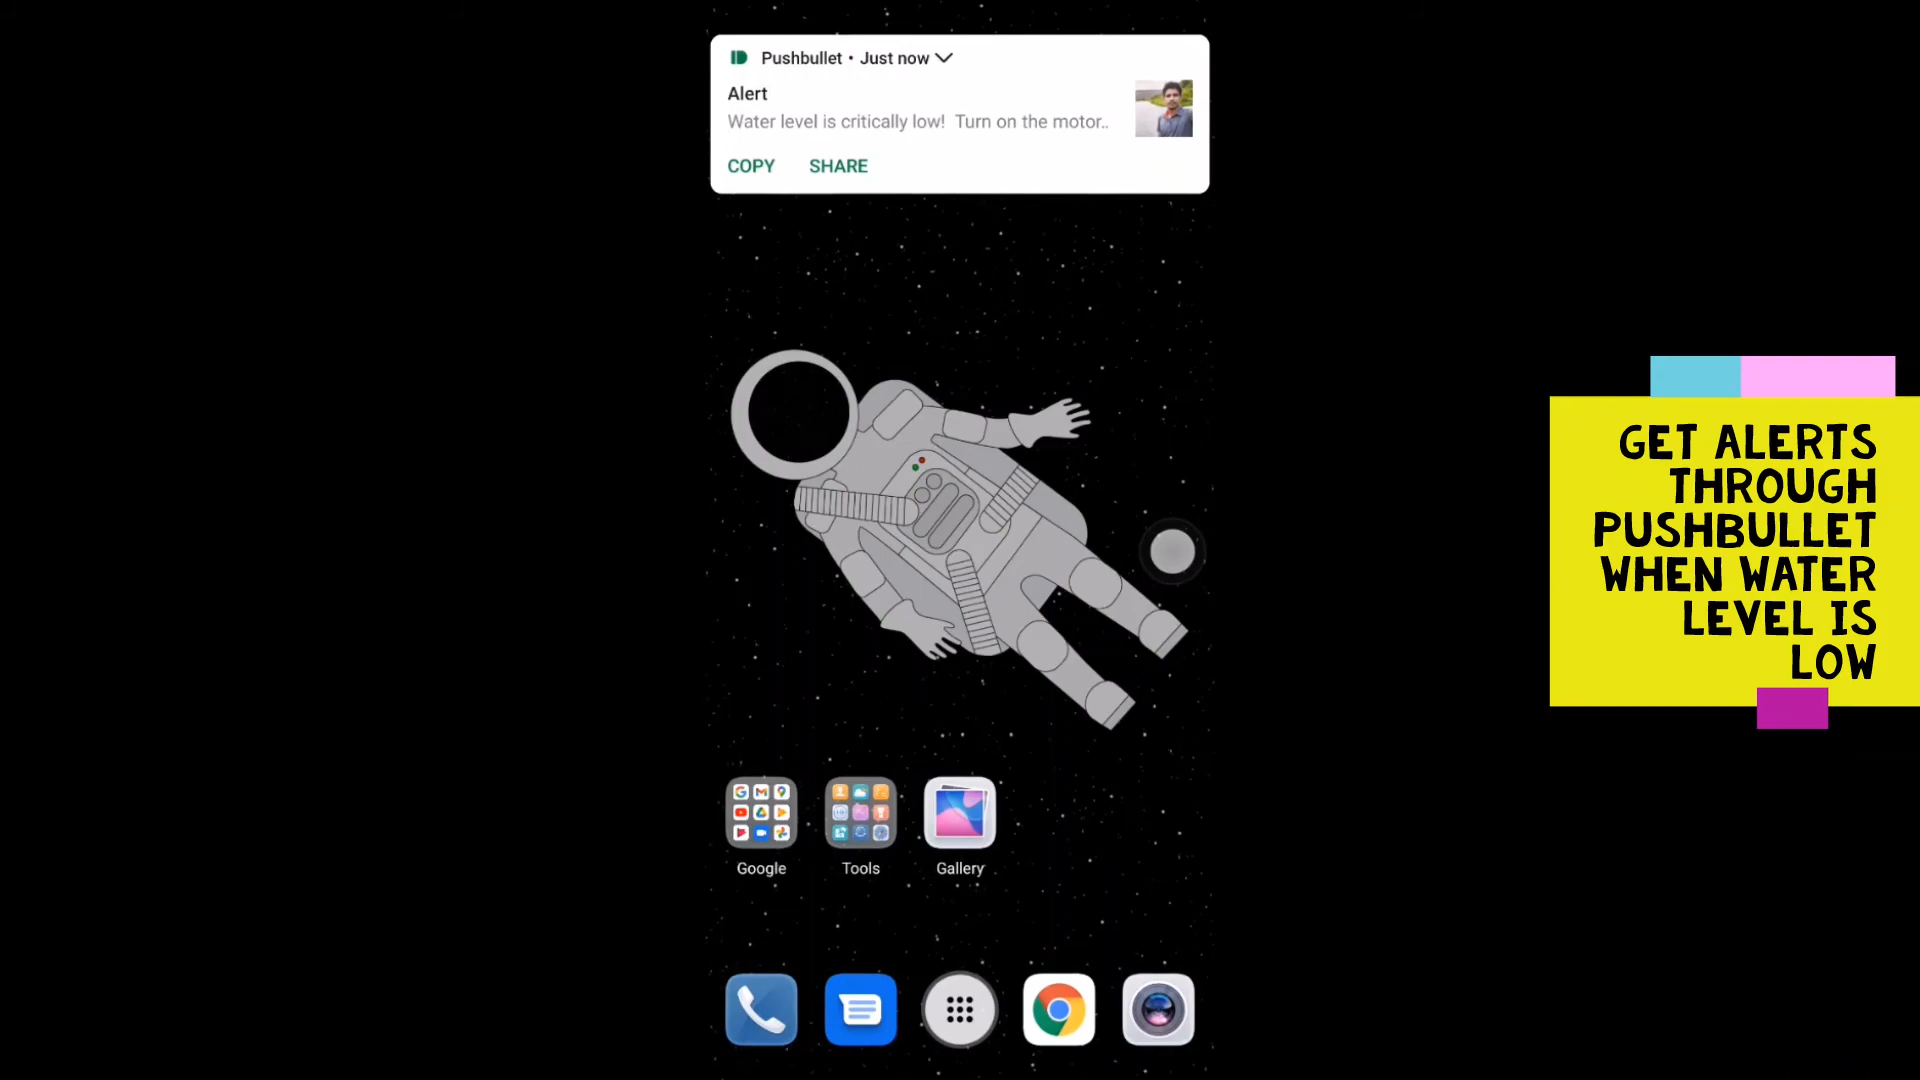 Pushbullet • Just now
Alert
Water level is critically low!  Turn on the motor..
COPY SHARE
GET ALERTS
THROUGH
PUSHBULLET
WHEN WATER
LEVEL IS
LOW
Google Tools Gallery